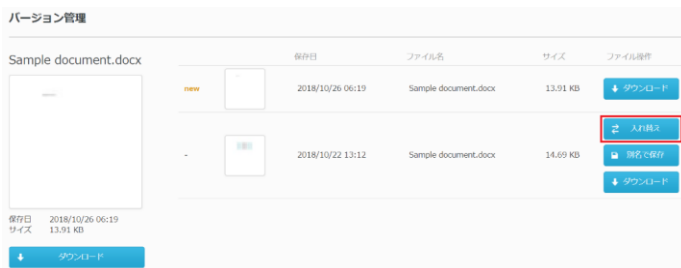 バージョン管理
Sample document.docx
保存日 ファイル名 サイズ ファイル操作
new 2018/10/26 06:19 Sample document.docx 13.91 KB ダウンロード
入れ替え
- 2018/10/22 13:12 Sample document.docx 14.69 KB 別名で保存
ダウンロード
保存日 2018/10/26 06:19
サイズ 13.91 KB
ダウンロード